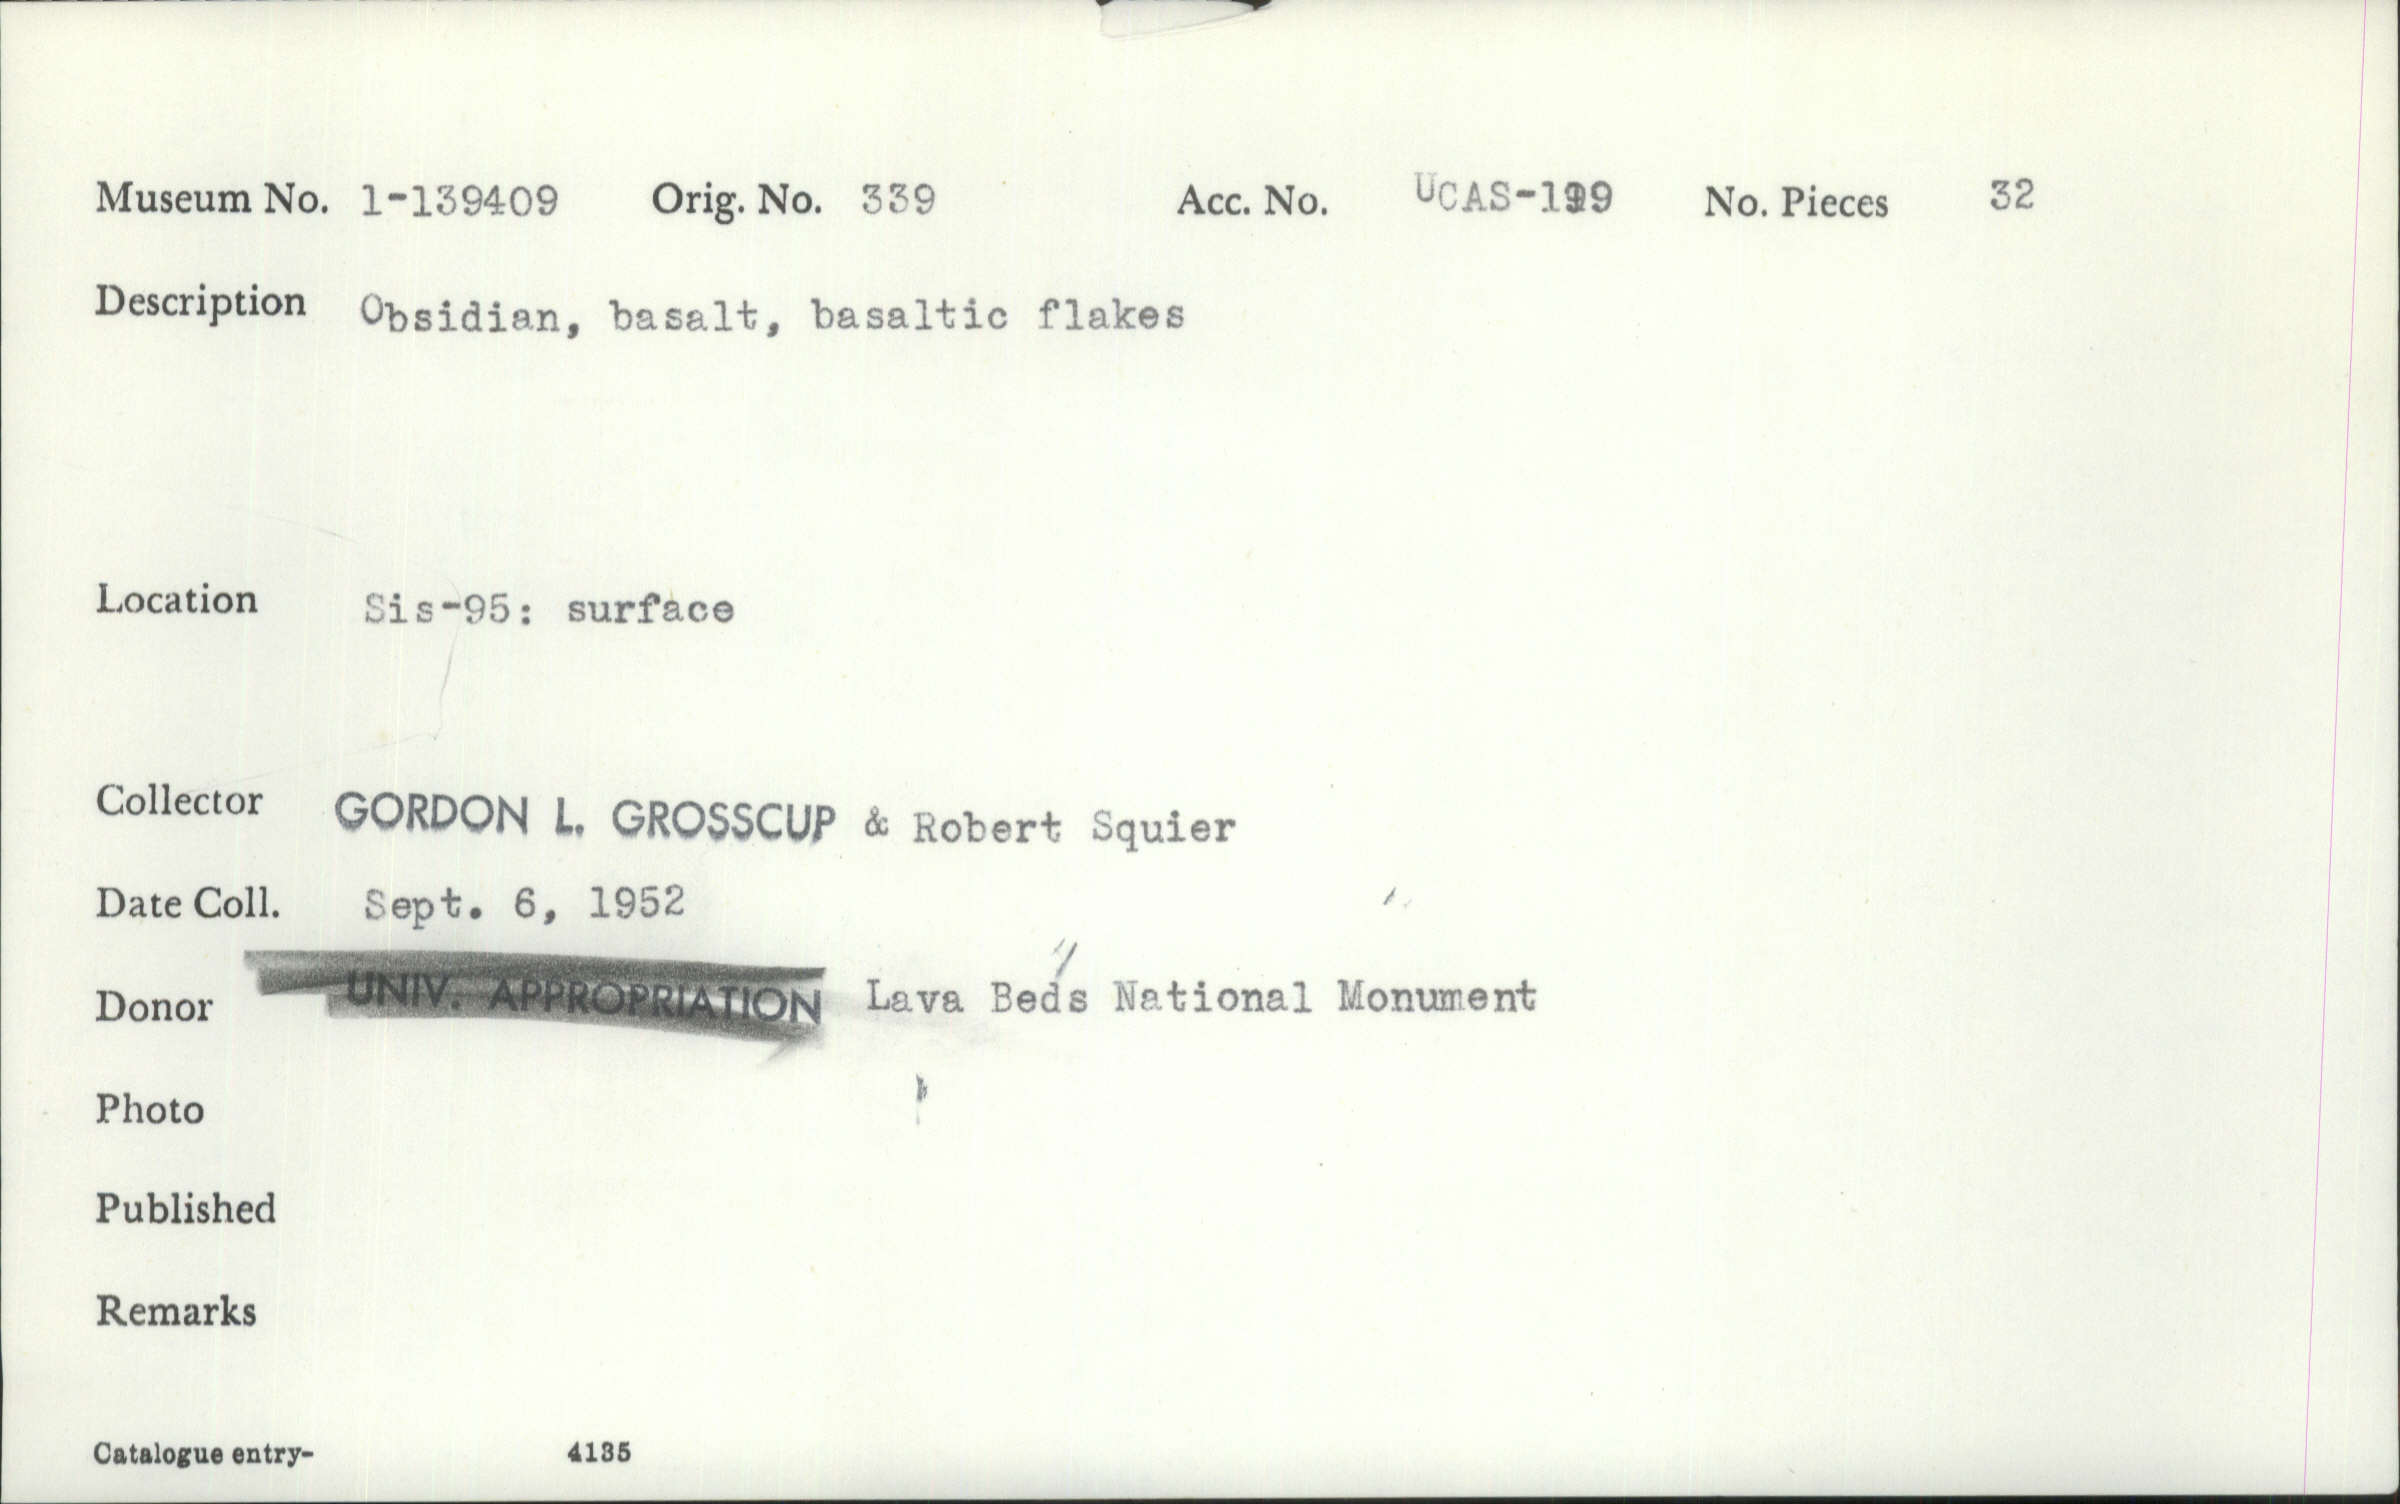 Museum No. 1-139409 Orig. No. 339 Acc. No. UCAS-199 No. Pieces 32
Description Obsidian, basalt, basaltic flakes
Location Sis-95: surface
Collector GORDON L. GROSSCUP & Robert Squier
Date Coll. Sept. 6, 1952
Donor UNIV. APPROPRIATION Lava Beds National Monument
Photo
Published
Remarks
Catalogue entry- 4135